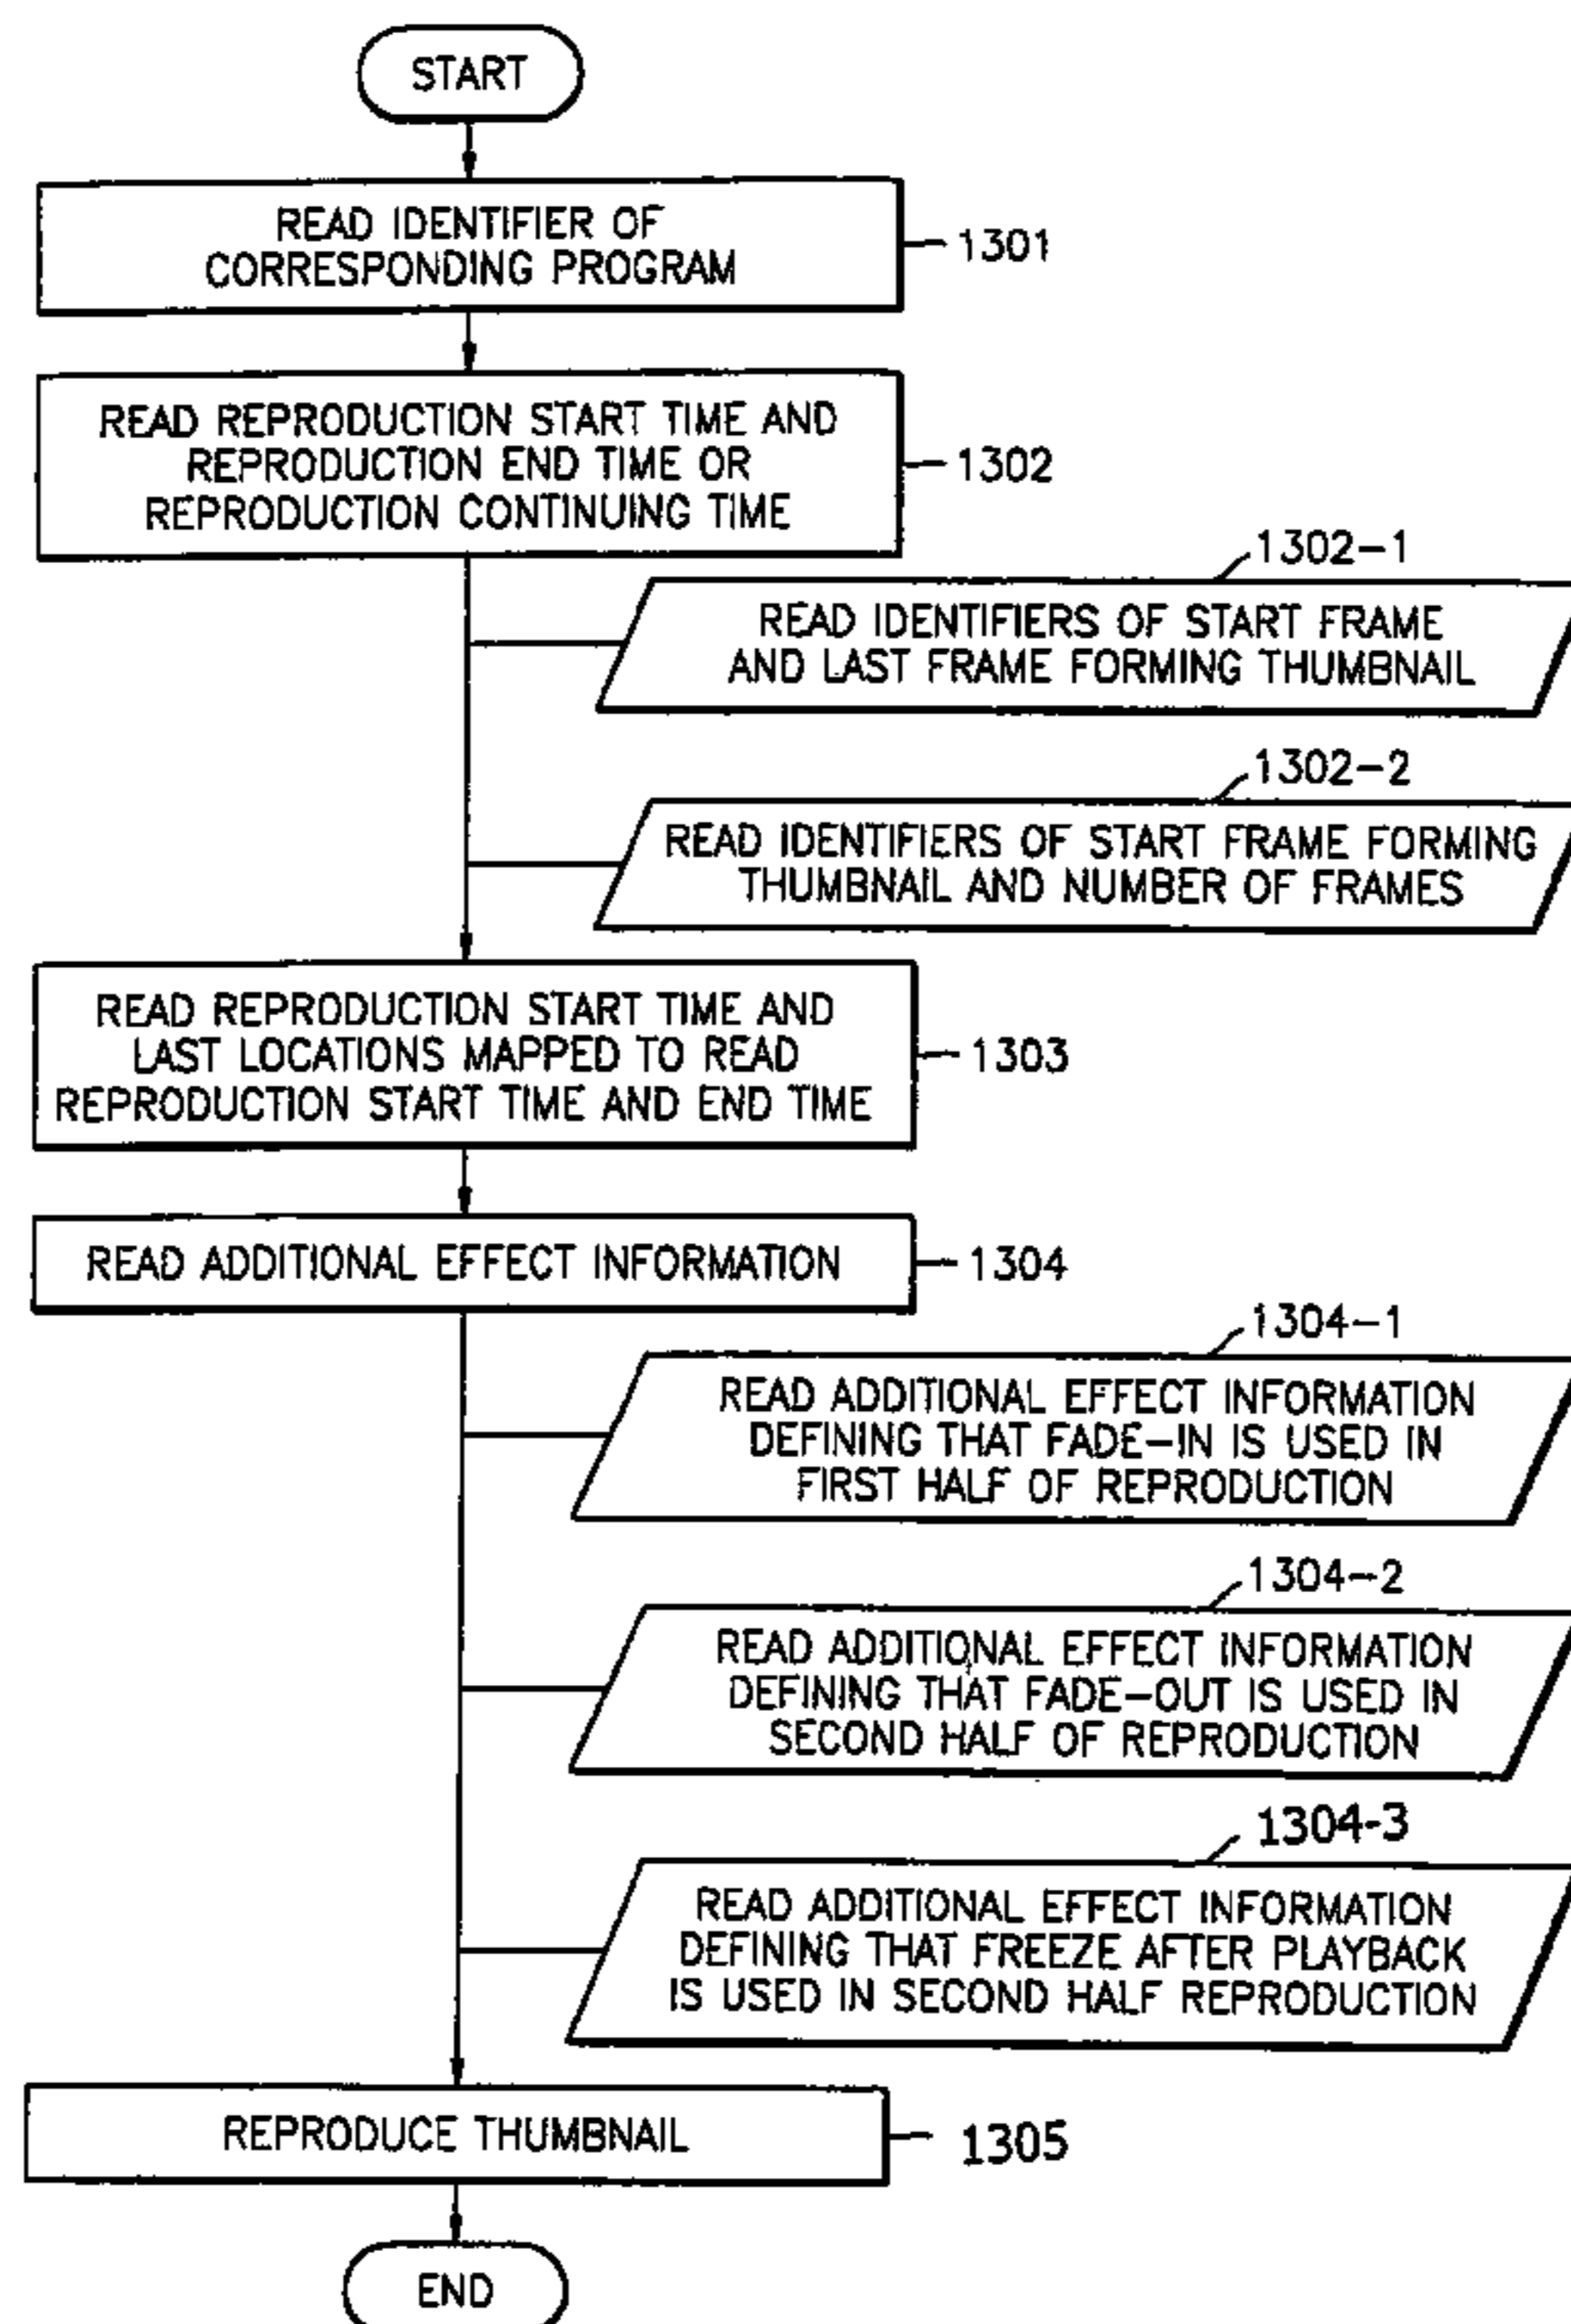 START
READ IDENTIFIER OF
CORRESPONDING PROGRAM
1301
READ REPRODUCTION START TIME AND
REPRODUCTION END TIME OR
REPRODUCTION CONTINUING TIME
1302
1302-1
READ IDENTIFIERS OF START FRAME
AND LAST FRAME FORMING THUMBNAIL
1302-2
READ IDENTIFIERS OF START FRAME FORMING
THUMBNAIL AND NUMBER OF FRAMES
READ REPRODUCTION START TIME AND
LAST LOCATIONS MAPPED TO READ
REPRODUCTION START TIME AND END TIME
1303
READ ADDITIONAL EFFECT INFORMATION
1304
1304-1
READ ADDITIONAL EFFECT INFORMATION
DEFINING THAT FADE-IN IS USED IN
FIRST HALF OF REPRODUCTION
1304-2
READ ADDITIONAL EFFECT INFORMATION
DEFINING THAT FADE-OUT IS USED IN
SECOND HALF OF REPRODUCTION
1304-3
READ ADDITIONAL EFFECT INFORMATION
DEFINING THAT FREEZE AFTER PLAYBACK
IS USED IN SECOND HALF REPRODUCTION
REPRODUCE THUMBNAIL
1305
END